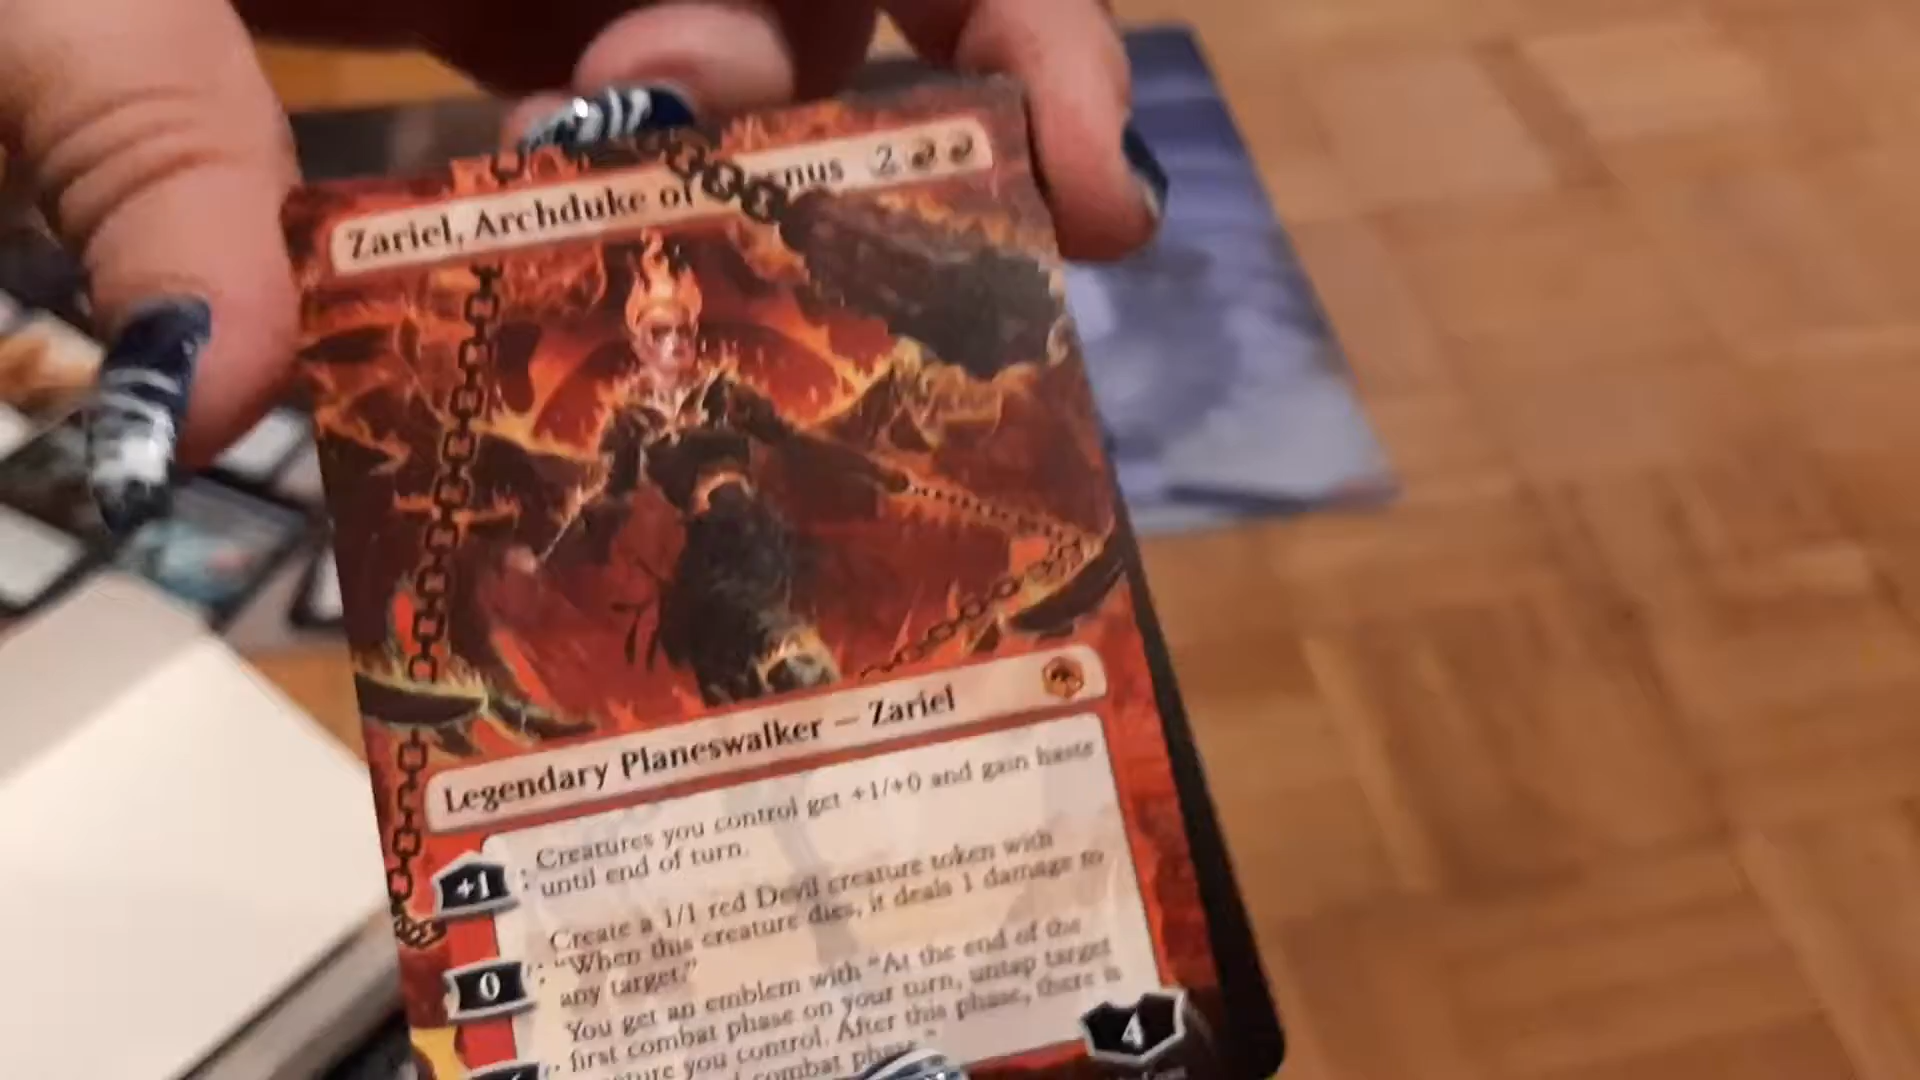 Zariel, Archduke of nus 2
Legendary Planeswalker – Zariel
+1 : Creatures you control get +1/+0 and gain haste
until end of turn.
0 : Create a 1/1 red Devil creature token with
"When this creature dies, it deals 1 damage to
any target."
: You get an emblem with "At the end of the
first combat phase on your turn, untap target
you control. After this phase, there is
combat phase."
4